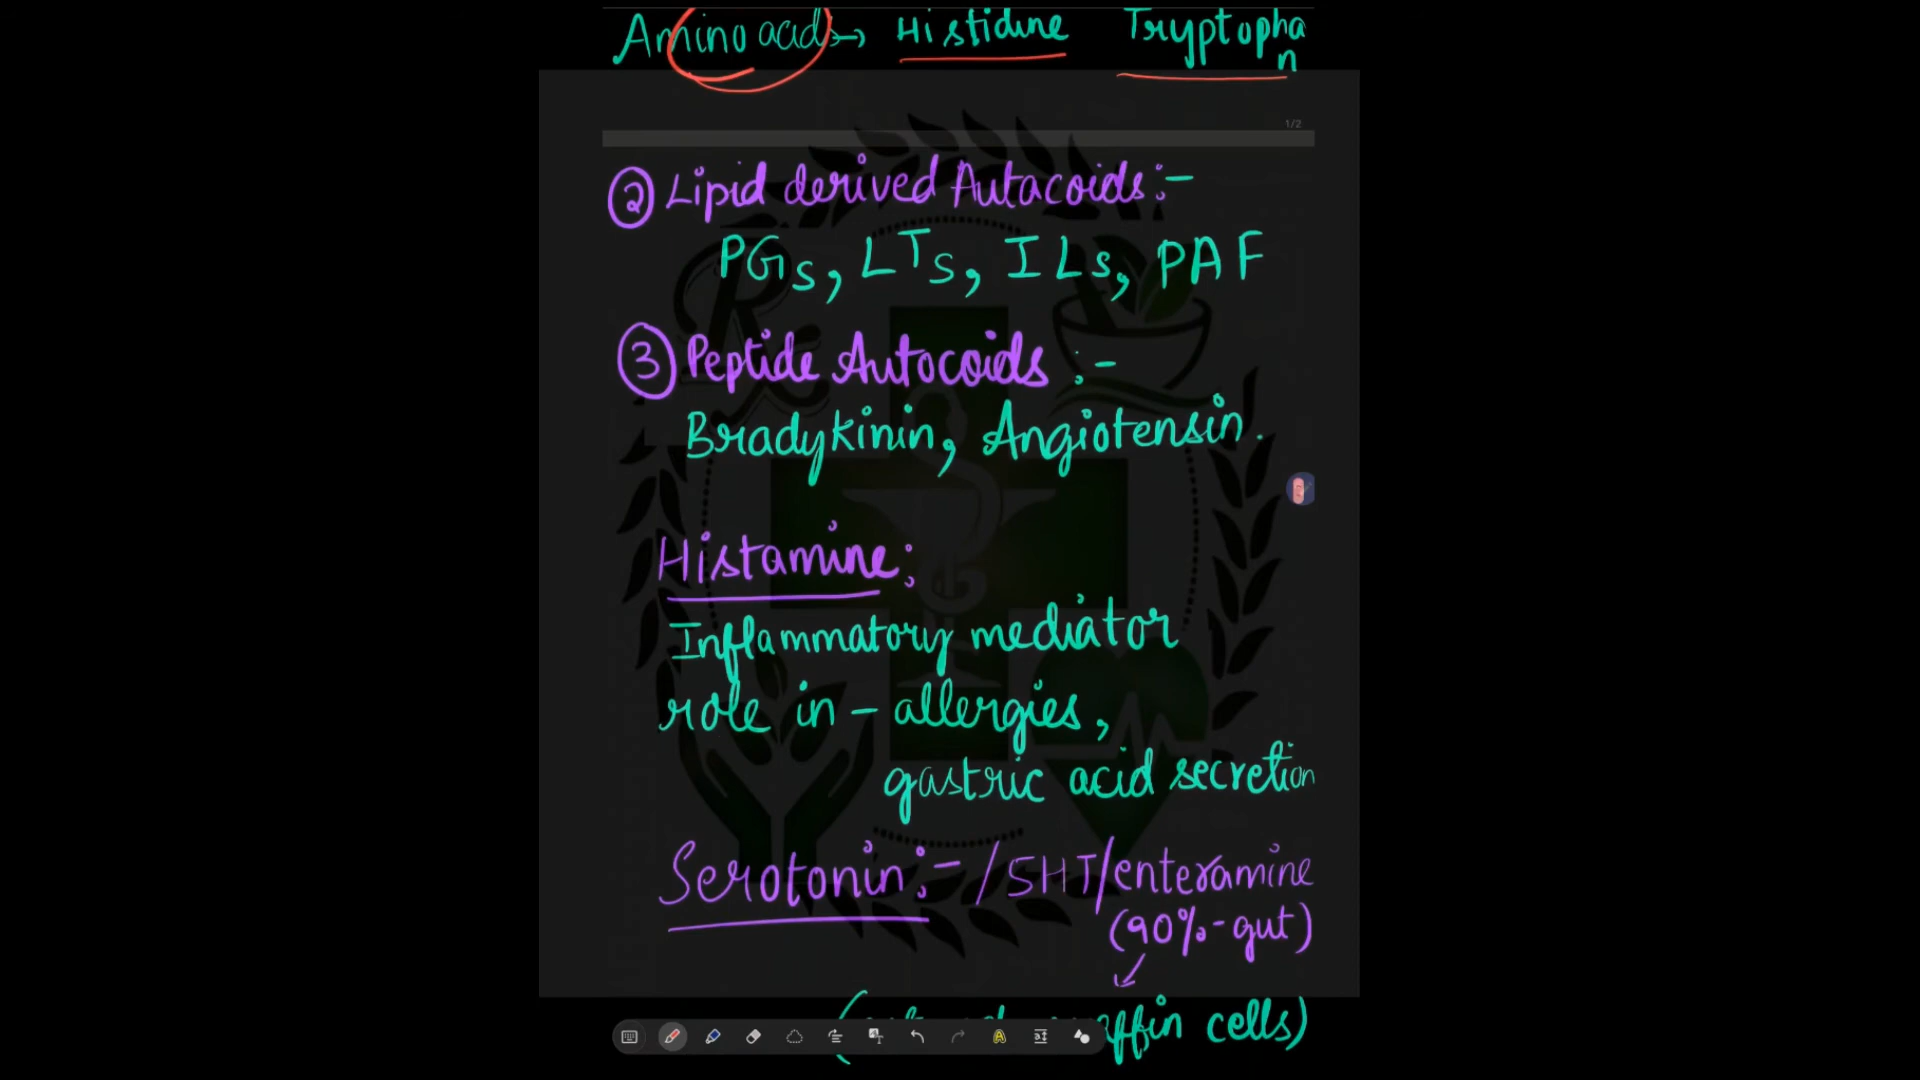 Amino acids → Histidine Tryptophan
1/2
② Lipid derived Autacoids :-
PGs, LTs, ILs, PAF
③ Peptide Autocoids :-
Bradykinin, Angiotensin.
Histamine :
Inflammatory mediator
role in - allergies,
gastric acid secretion
Serotonin :- / 5HT/enteramine
(90% - gut)
cells)